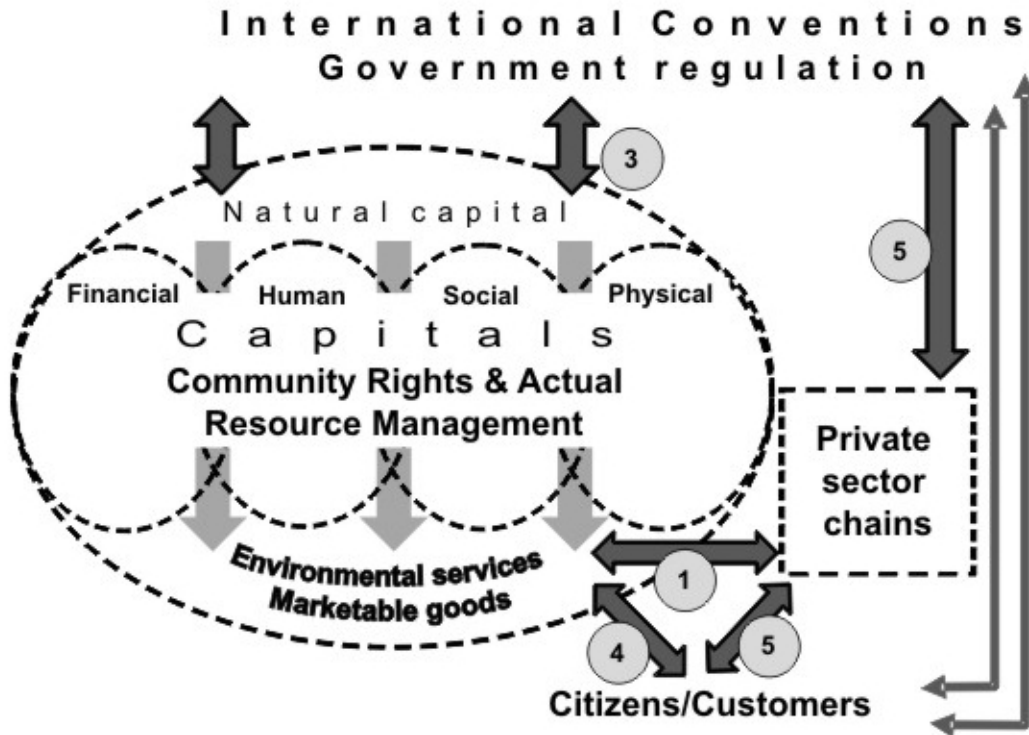 International Conventions
Government regulation
3
Natural capital
5
Financial Human Social Physical
Capitals
Community Rights & Actual
Resource Management
Private
sector
chains
Environmental services
Marketable goods
1
4
5
Citizens/Customers